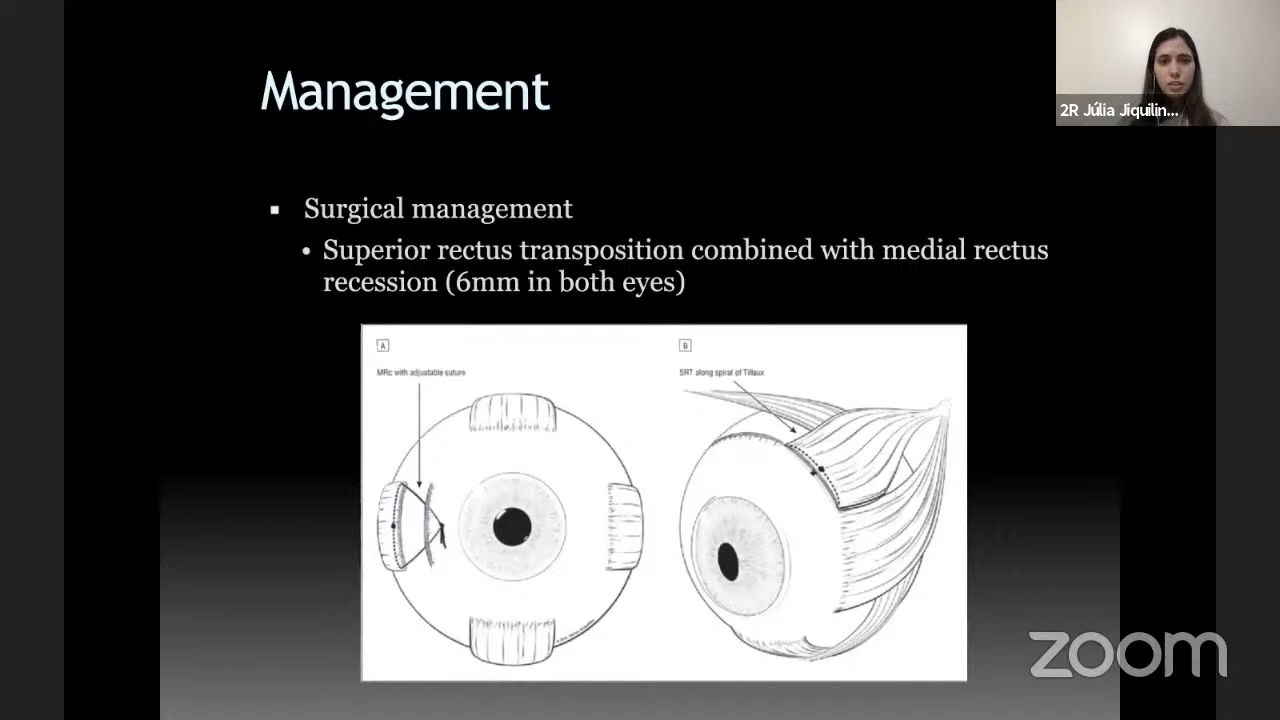 Management
2R Júlia Jiquilin...
Surgical management
Superior rectus transposition combined with medial rectus
recession (6mm in both eyes)
A
MRc with adjustable suture
B
SRT along spiral of Tillaux
zoom